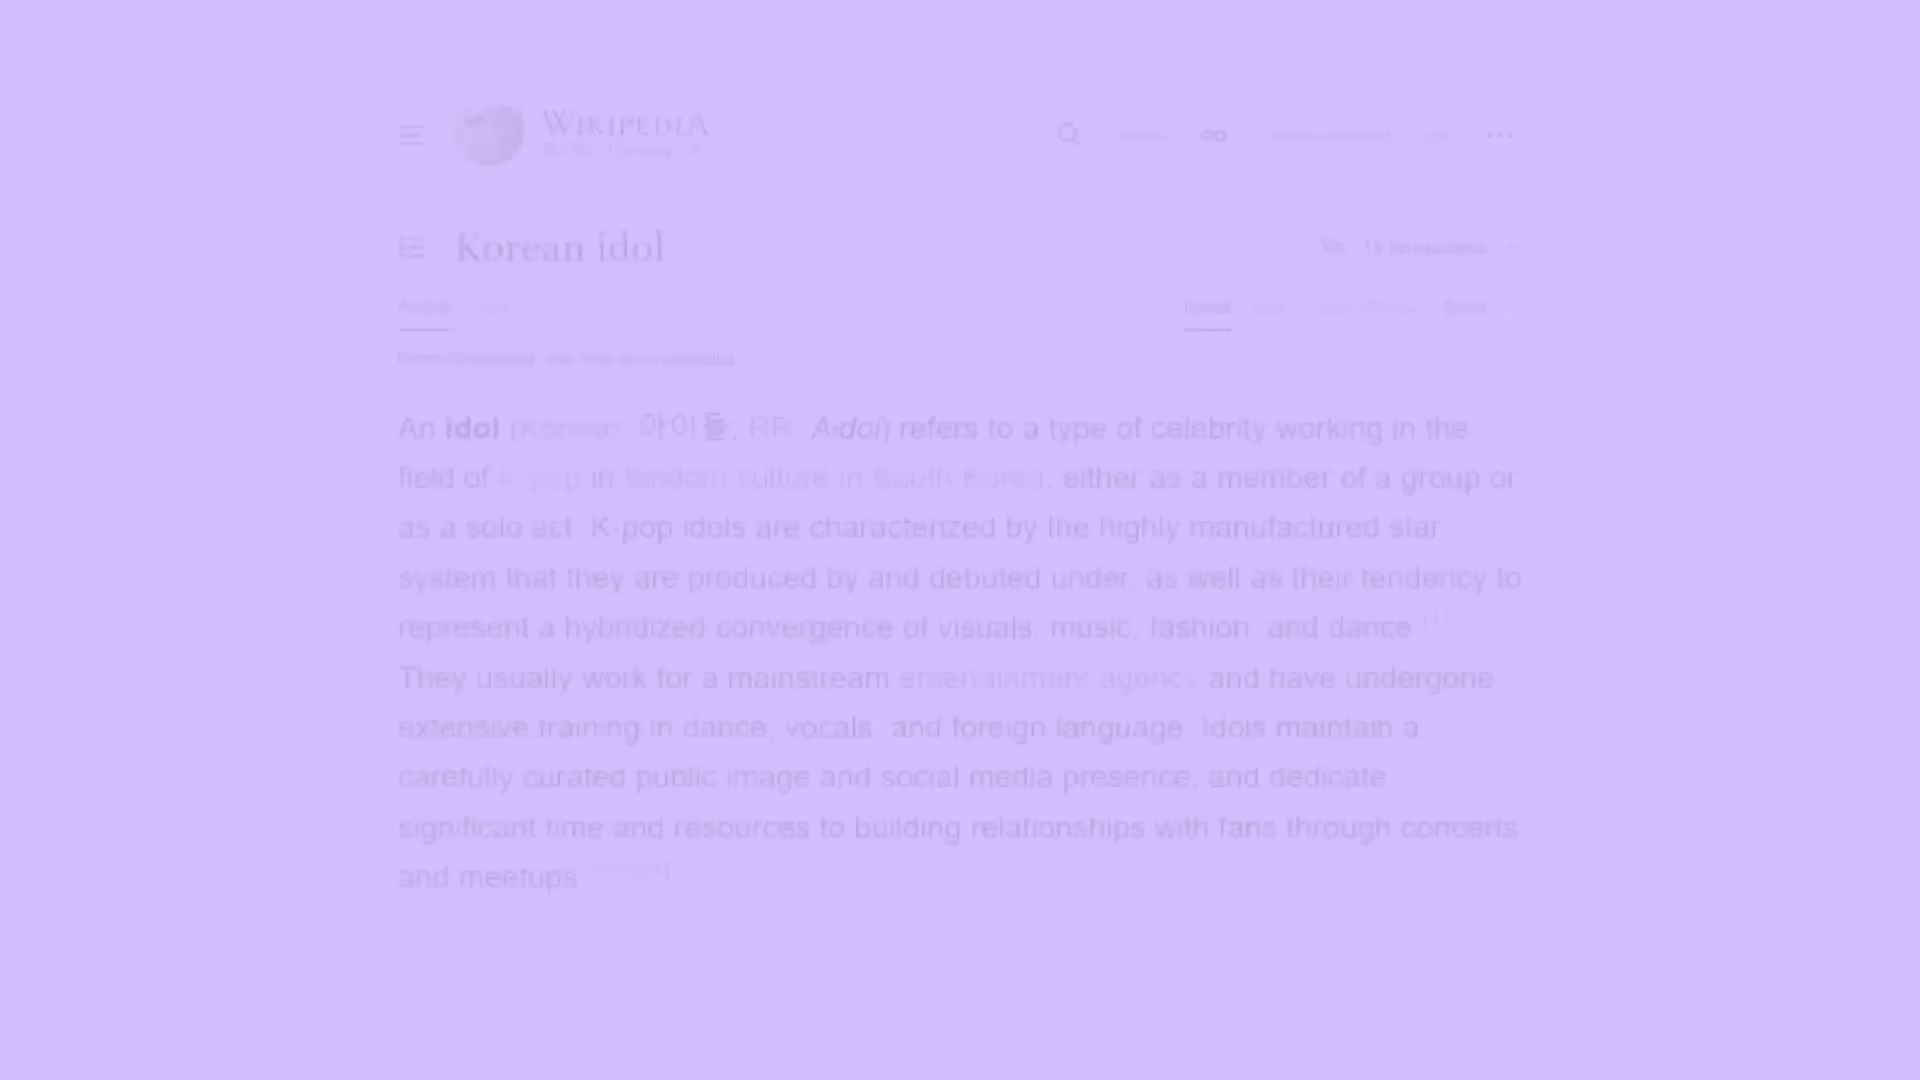 WIKIPEDIA
Korean idol
An idol (Korean: 아이돌; RR: Aidol) refers to a type of celebrity working in the
field of K-pop in fandom culture in South Korea, either as a member of a group or
as a solo act. K-pop idols are characterized by the highly manufactured star
system that they are produced by and debuted under, as well as their tendency to
represent a hybridized convergence of visuals, music, fashion, and dance.[1]
They usually work for a mainstream entertainment agency and have undergone
extensive training in dance, vocals, and foreign language. Idols maintain a
carefully curated public image and social media presence, and dedicate
significant time and resources to building relationships with fans through concerts
and meetups.